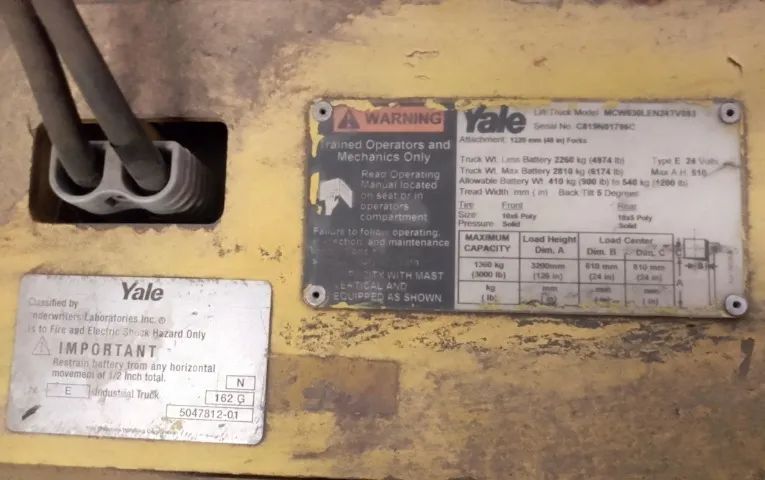 WARNING
Trained Operators and
Mechanics Only
Read Operating
Manual located
on seat or in
operators
compartment
Failure to follow operating,
and maintenance
CITY WITH MAST
VERTICAL AND
EQUIPPED AS SHOWN
Yale
Lift Truck Model MCW030LEN24TV083
Serial No. C819N01786C
Attachment 1220 mm (48 in) Forks
Truck Wt. Less Battery 2260 kg (4974 lb) Type E 24 Volts
Truck Wt. Max Battery 2810 kg (6174 lb) Max A.H. 510
Allowable Battery Wt 410 kg (900 lb) to 540 kg (1200 lb)
Tread Width mm ( in) Back Tilt 5 Degrees
Tire Front Rear
Size 10x5 Poly 10x5 Poly
Pressure Solid Solid
MAXIMUM CAPACITY Load Height Dim. A Load Center Dim. B Dim. C
1360 kg 3200mm 610 mm 610 mm
(3000 lb) (126 in) (24 in) (24 in)
kg mm mm mm
( lb) ( in) ( in) ( in)
C
B
A
Yale
Classified by
Underwriters Laboratories Inc. ®
as to Fire and Electric Shock Hazard Only
IMPORTANT
Restrain battery from any horizontal
movement of 1/2 inch total.
N
E Industrial Truck 162 G
5047812-01